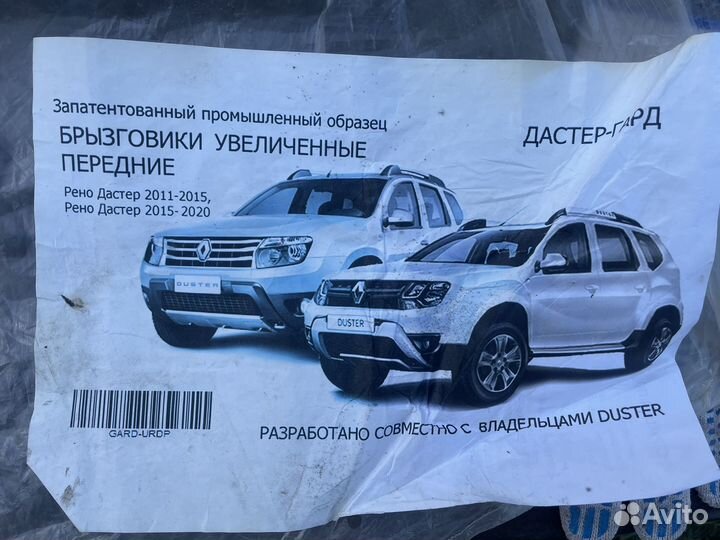 Запатентованный промышленный образец
БРЫЗГОВИКИ УВЕЛИЧЕННЫЕ
ПЕРЕДНИЕ
Рено Дастер 2011-2015,
Рено Дастер 2015-2020
ДАСТЕР-ГАРД
DUSTER
DUSTER
GARD-URDP
РАЗРАБОТАНО СОВМЕСТНО С ВЛАДЕЛЬЦАМИ DUSTER
Avito